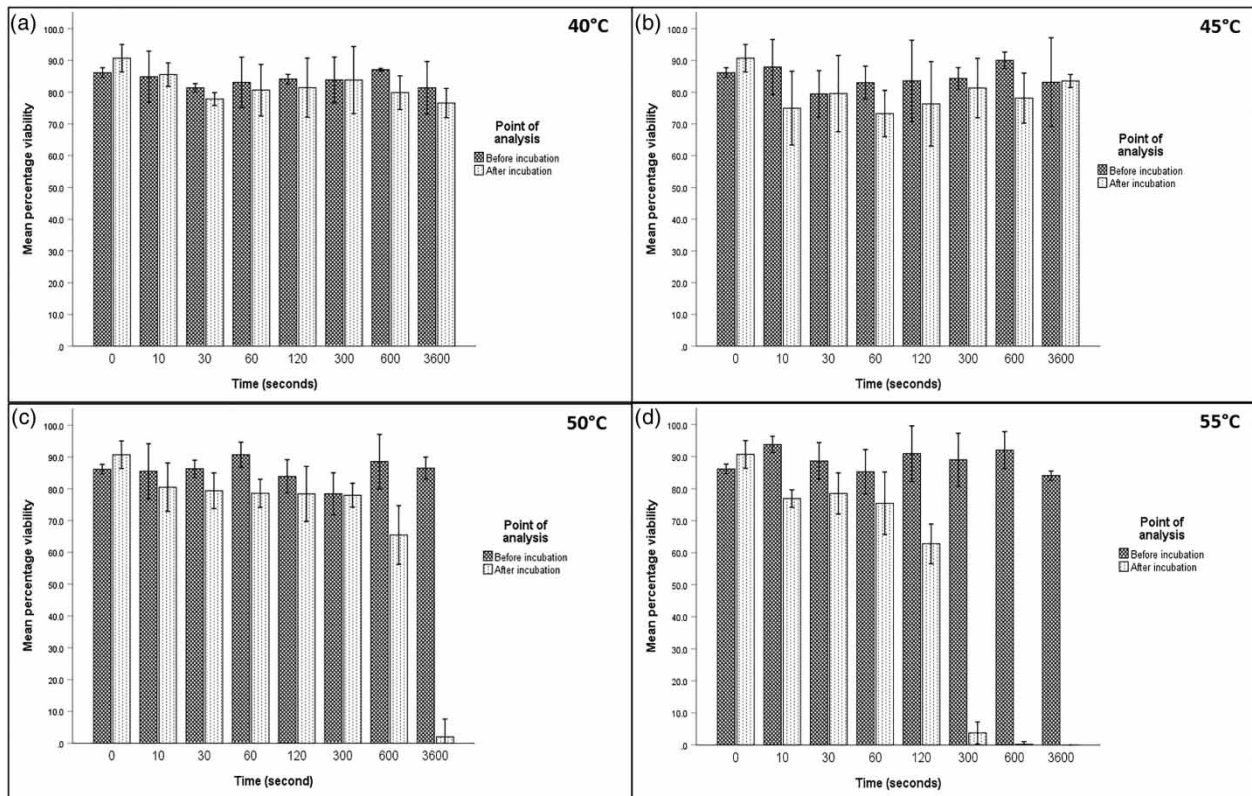 (a)
40°C
100.0
90.0
80.0
70.0
60.0
50.0
40.0
30.0
20.0
10.0
.0
Mean percentage viability
Point of
analysis
Before incubation
After incubation
0 10 30 60 120 300 600 3600
Time (seconds)
(b)
45°C
100.0
90.0
80.0
70.0
60.0
50.0
40.0
30.0
20.0
10.0
.0
Mean percentage viability
Point of
analysis
Before incubation
After incubation
0 10 30 60 120 300 600 3600
Time (seconds)
(c)
50°C
100.0
90.0
80.0
70.0
60.0
50.0
40.0
30.0
20.0
10.0
.0
Mean percentage viability
Point of
analysis
Before incubation
After incubation
0 10 30 60 120 300 600 3600
Time (second)
(d)
55°C
100.0
90.0
80.0
70.0
60.0
50.0
40.0
30.0
20.0
10.0
.0
Mean percentage viability
Point of
analysis
Before incubation
After incubation
0 10 30 60 120 300 600 3600
Time (seconds)